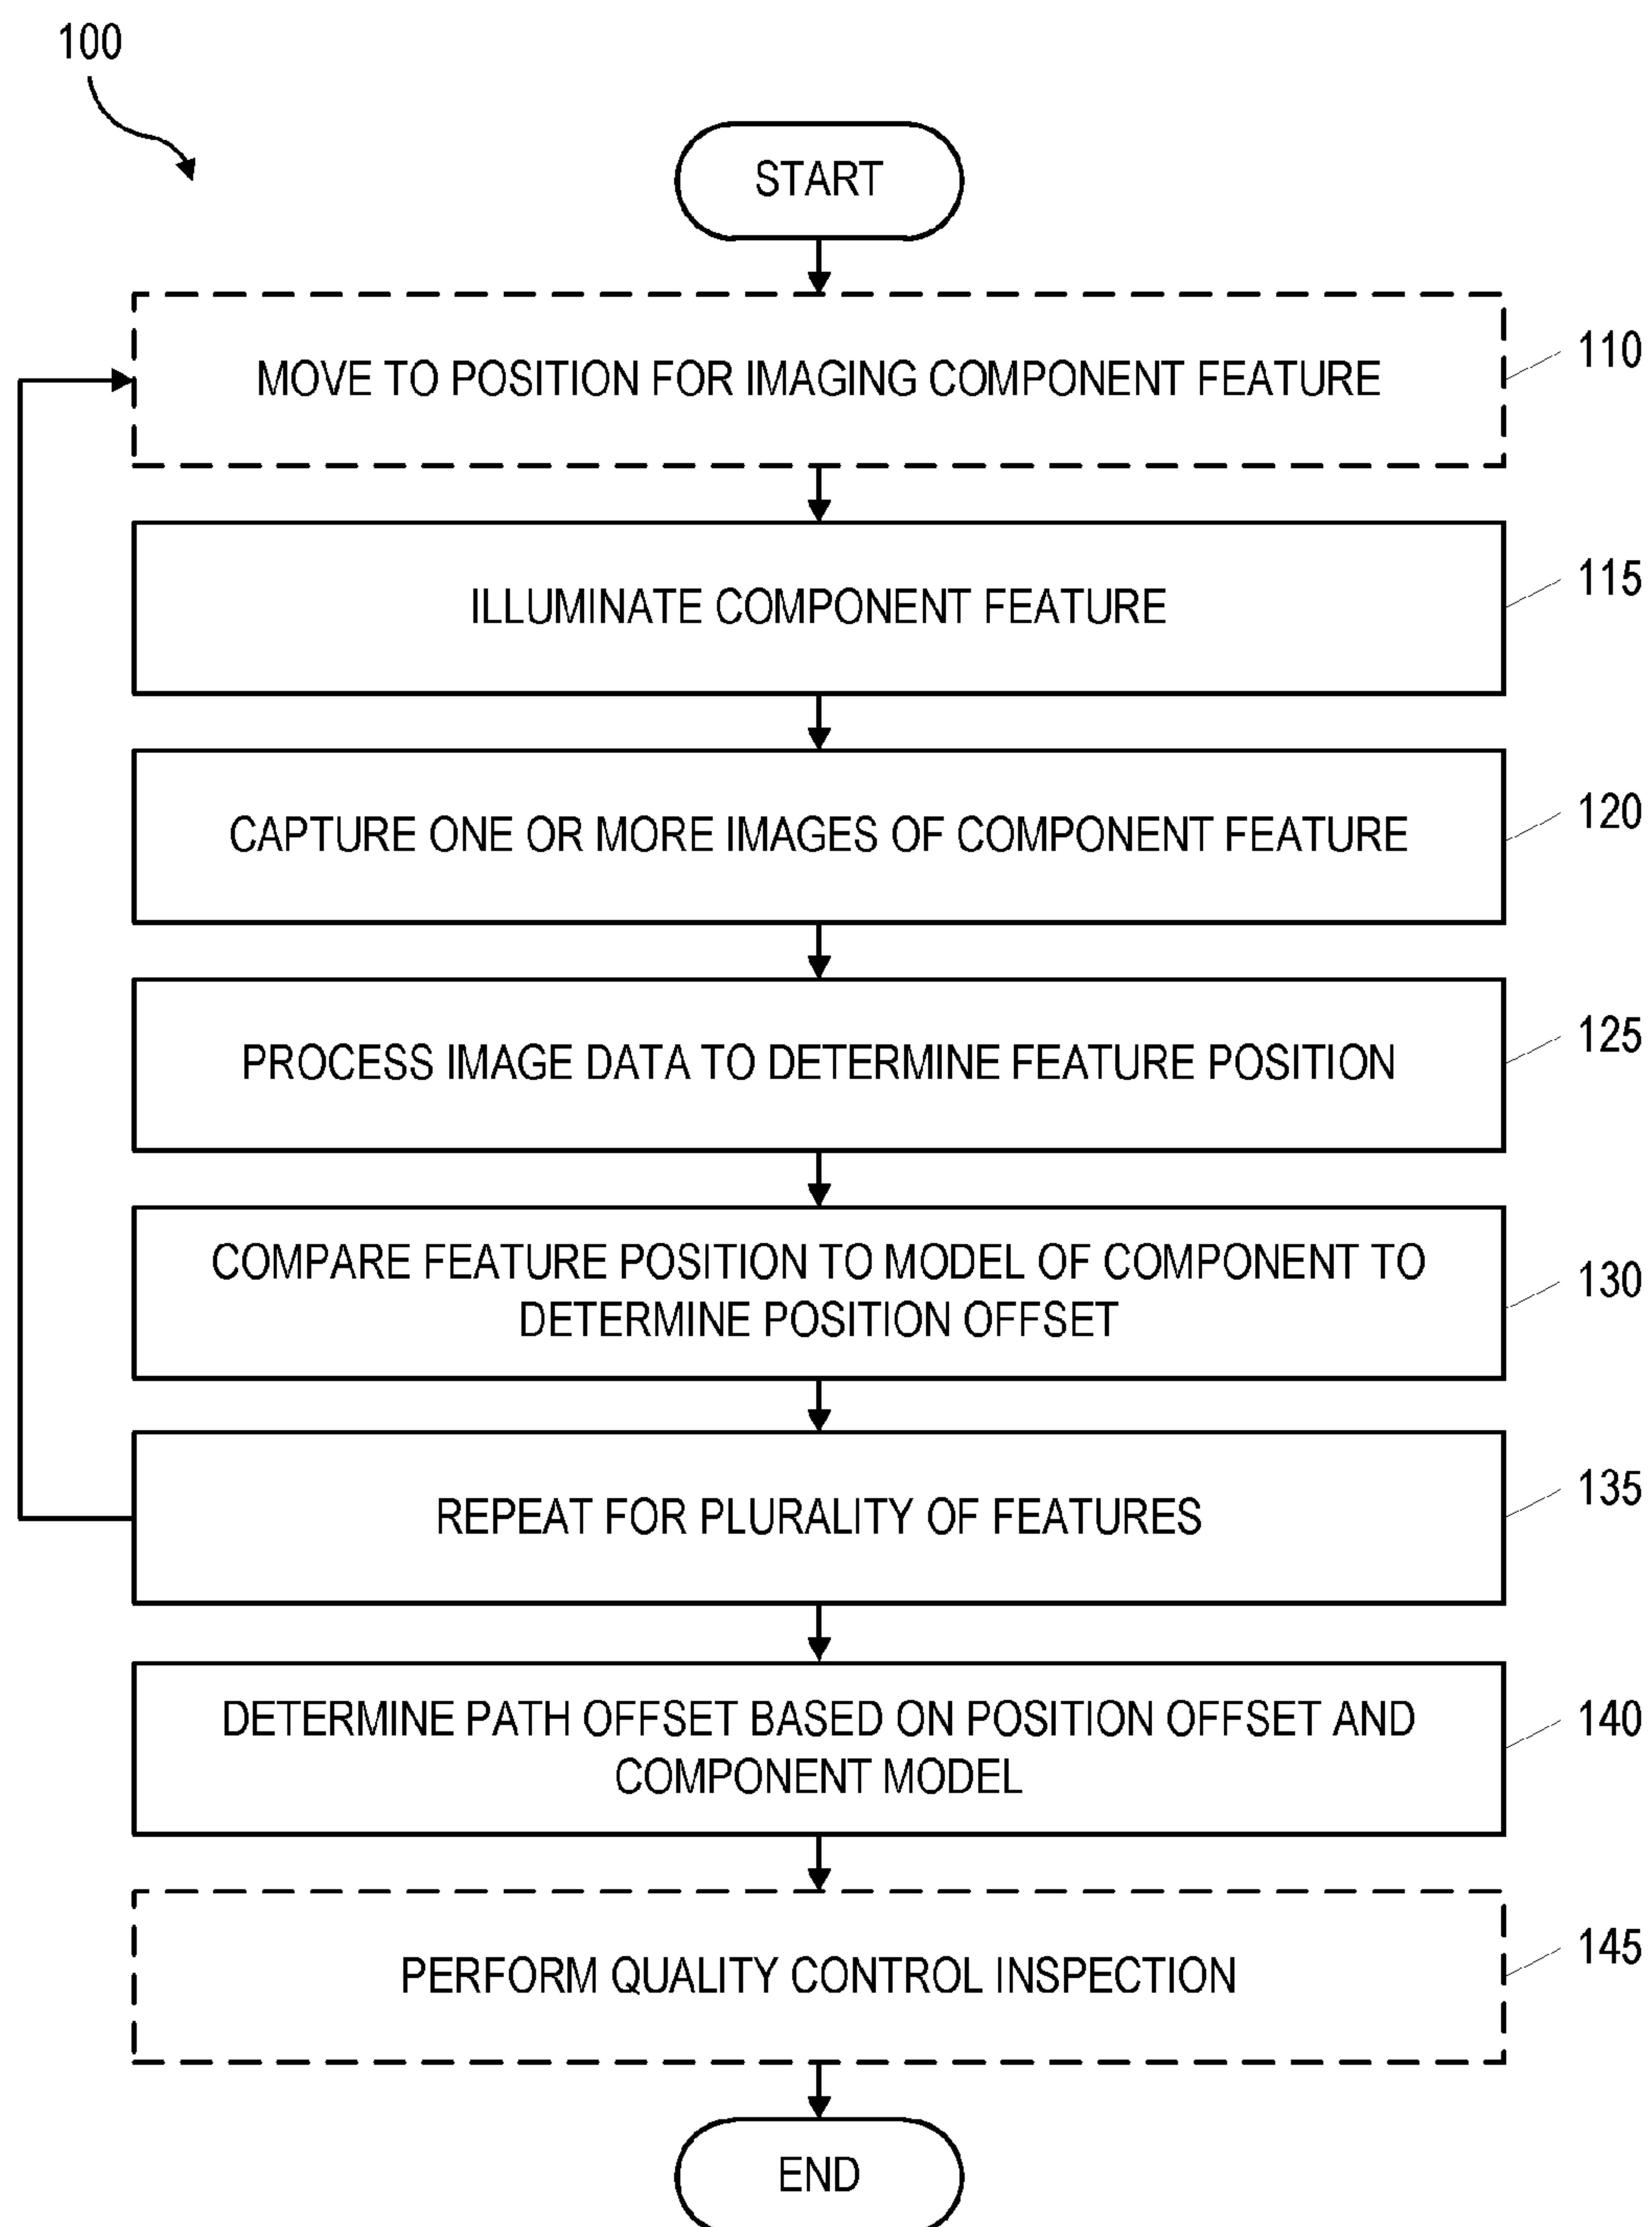 100
START
MOVE TO POSITION FOR IMAGING COMPONENT FEATURE
110
ILLUMINATE COMPONENT FEATURE
115
CAPTURE ONE OR MORE IMAGES OF COMPONENT FEATURE
120
PROCESS IMAGE DATA TO DETERMINE FEATURE POSITION
125
COMPARE FEATURE POSITION TO MODEL OF COMPONENT TO
DETERMINE POSITION OFFSET
130
REPEAT FOR PLURALITY OF FEATURES
135
DETERMINE PATH OFFSET BASED ON POSITION OFFSET AND
COMPONENT MODEL
140
PERFORM QUALITY CONTROL INSPECTION
145
END